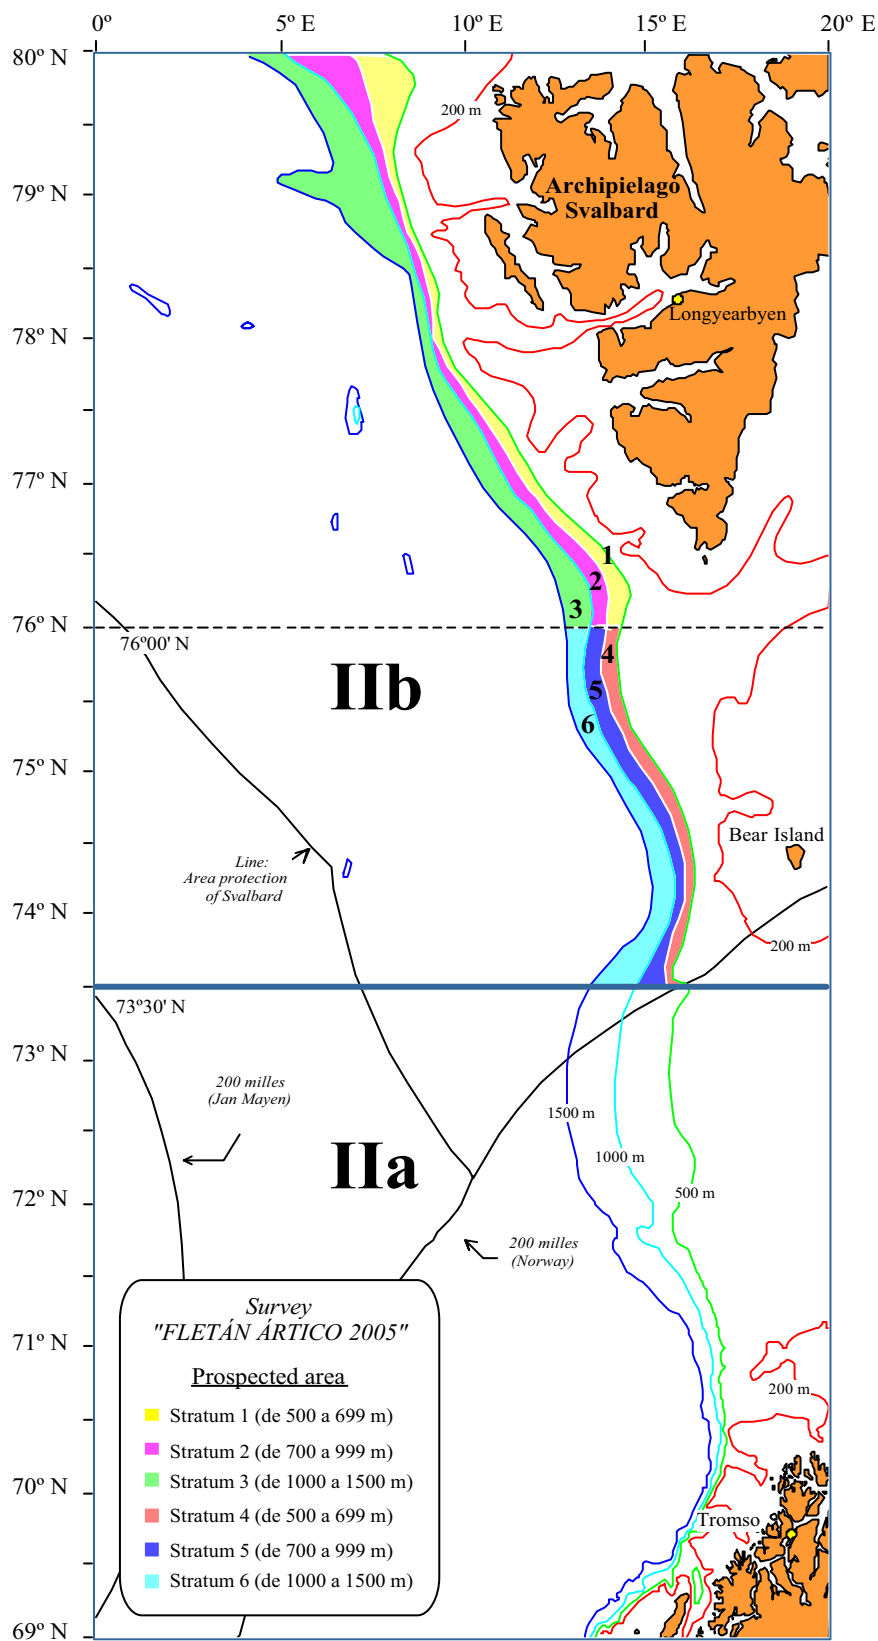 0º 5º E 10º E 15º E 20º E
80º N
200 m
79º N
Archipielago
Svalbard
Longyearbyen
78º N
77º N
1
2
3
76º N
76º00' N
4
IIb
5
6
75º N
Bear Island
Line:
Area protection
of Svalbard
74º N
200 m
73º30' N
73º N
200 milles
(Jan Mayen)
1500 m
IIa
1000 m
500 m
72º N
200 milles
(Norway)
Survey
"FLETÁN ÁRTICO 2005"
71º N
Prospected area
200 m
Stratum 1 (de 500 a 699 m)
Stratum 2 (de 700 a 999 m)
Stratum 3 (de 1000 a 1500 m)
70º N
Stratum 4 (de 500 a 699 m)
Tromso
Stratum 5 (de 700 a 999 m)
Stratum 6 (de 1000 a 1500 m)
69º N